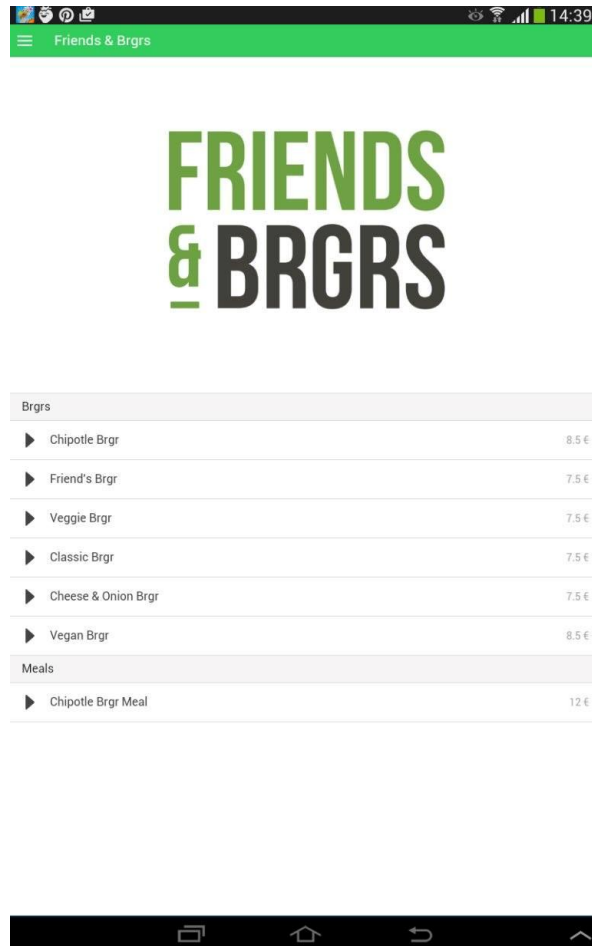 14:39
Friends & Brgrs
FRIENDS
& BRGRS
Brgrs
Chipotle Brgr 8.5 €
Friend's Brgr 7.5 €
Veggie Brgr 7.5 €
Classic Brgr 7.5 €
Cheese & Onion Brgr 7.5 €
Vegan Brgr 8.5 €
Meals
Chipotle Brgr Meal 12 €